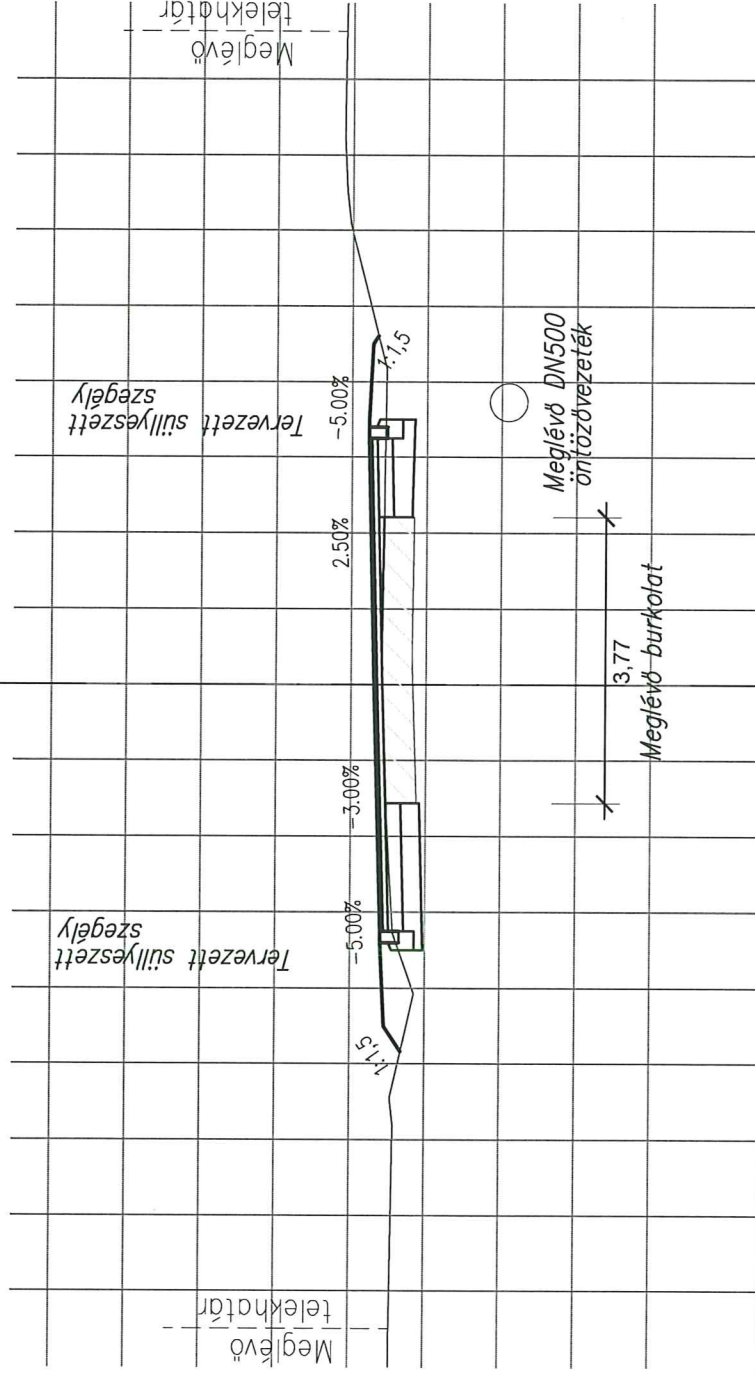 Meglévő
telekhatár
Tervezett süllyesztett
szegély
-5.00%
1:1,5
-3.00%
2.50%
Tervezett süllyesztett
szegély
-5.00%
1:1,5
Meglévő
telekhatár
Meglévő DN500
öntözővezeték
3,77
Meglévő burkolat